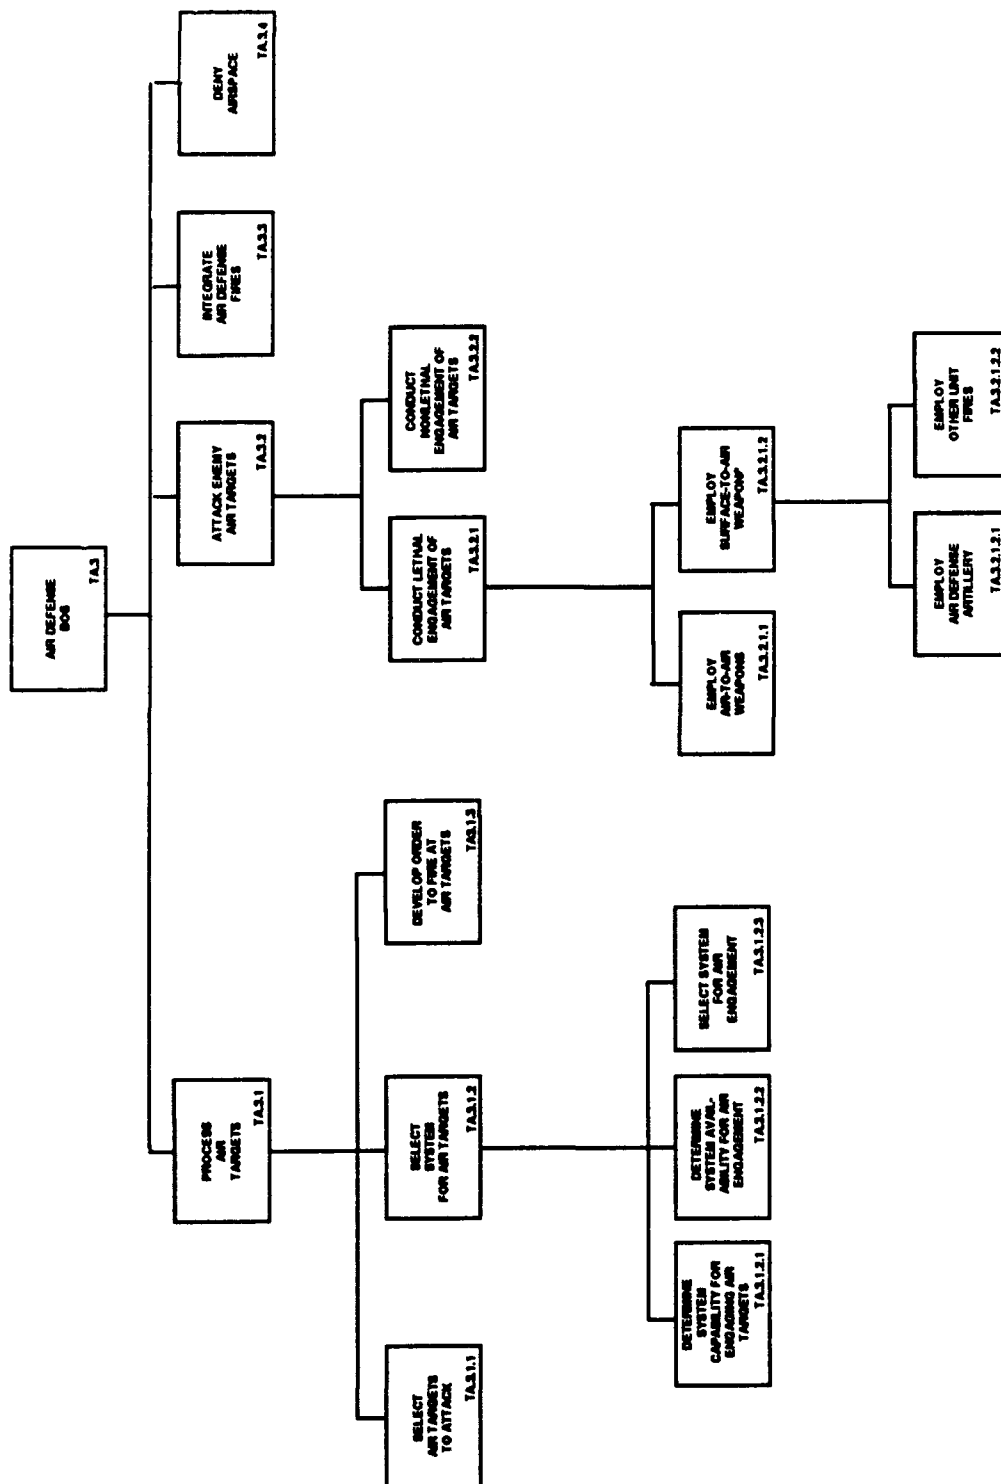 AIR DEFENSE
BOS
TA.3
PROCESS
AIR
TARGETS
TA.3.1
ATTACK ENEMY
AIR TARGETS
TA.3.2
INTEGRATE
AIR DEFENSE
FIRES
TA.3.3
DENY
AIRSPACE
TA.3.4
SELECT
AIR TARGETS
TO ATTACK
TA.3.1.1
SELECT
SYSTEM
FOR AIR TARGETS
TA.3.1.2
DEVELOP ORDER
TO FIRE AT
AIR TARGETS
TA3.1.3
CONDUCT LETHAL
ENGAGEMENT OF
AIR TARGETS
TA.3.2.1
CONDUCT
NONLETHAL
ENGAGEMENT OF
AIR TARGETS
TA.3.2.2
DETERMINE
SYSTEM
CAPABILITY FOR
ENGAGING AIR
TARGETS
TA.3.1.2.1
DETERMINE
SYSTEM AVAIL-
ABILITY FOR AIR
ENGAGEMENT
TA.3.1.2.2
SELECT SYSTEM
FOR AIR
ENGAGEMENT
TA.3.1.2.3
EMPLOY
AIR-TO-AIR
WEAPONS
TA.3.2.1.1
EMPLOY
SURFACE-TO-AIR
WEAPONS
TA.3.2.1.2
EMPLOY
AIR DEFENSE
ARTILLERY
TA.3.2.1.2.1
EMPLOY
OTHER UNIT
FIRES
TA.3.2.1.2.2